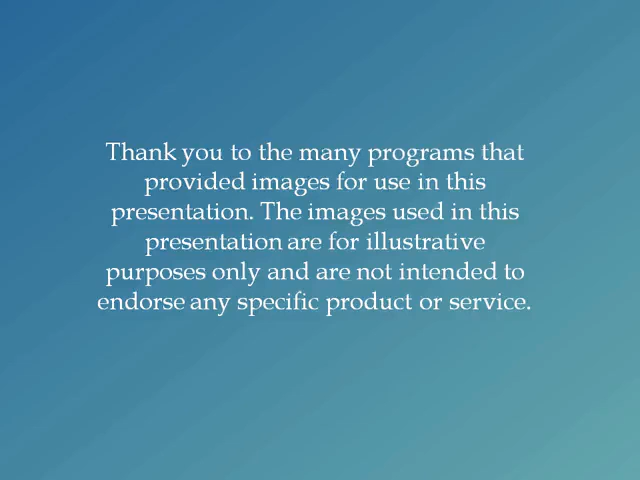 Thank you to the many programs that
provided images for use in this
presentation. The images used in this
presentation are for illustrative
purposes only and are not intended to
endorse any specific product or service.